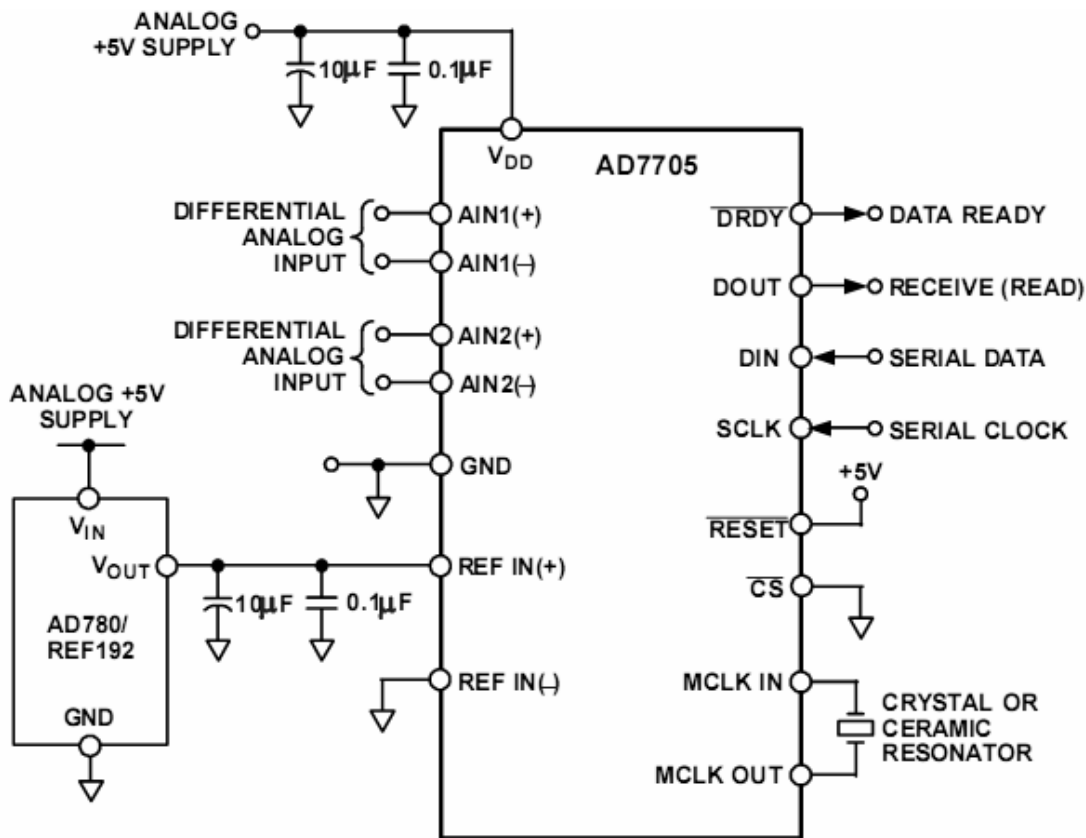 ANALOG
+5V SUPPLY
10µF
0.1µF
VDD
AD7705
DIFFERENTIAL
ANALOG
INPUT
AIN1(+)
AIN1(–)
DRDY
DATA READY
DOUT
RECEIVE (READ)
DIFFERENTIAL
ANALOG
INPUT
AIN2(+)
AIN2(–)
DIN
SERIAL DATA
SCLK
SERIAL CLOCK
ANALOG +5V
SUPPLY
GND
+5V
RESET
VIN
VOUT
10µF
0.1µF
REF IN(+)
CS
AD780/
REF192
REF IN(–)
GND
MCLK IN
CRYSTAL OR
CERAMIC
RESONATOR
MCLK OUT